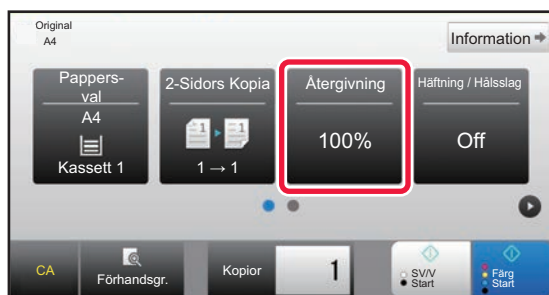 Original
A4
Information
Pappers-
val
A4
Kassett 1
2-Sidors Kopia
1 → 1
Återgivning
100%
Häftning / Hålsslag
Off
CA
Förhandsgr.
Kopior
1
SV/V
Start
Färg
Start